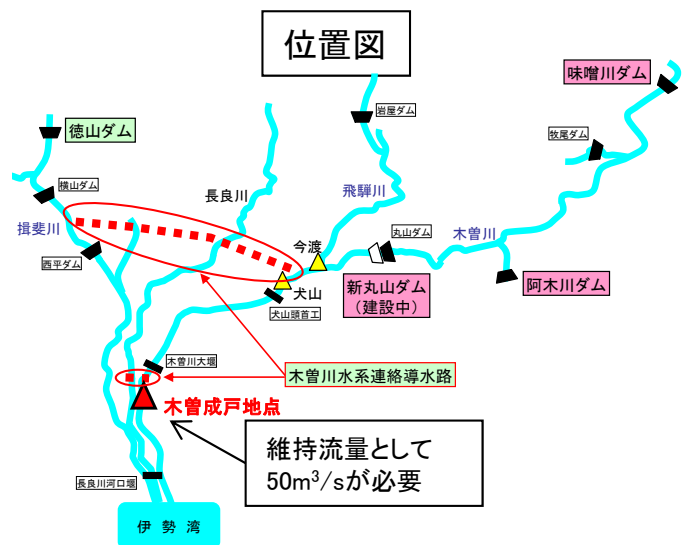 位置図
味噌川ダム
岩屋ダム
徳山ダム
牧尾ダム
横山ダム
長良川
飛騨川
揖斐川
今渡
丸山ダム
木曽川
西平ダム
犬山
新丸山ダム
(建設中)
阿木川ダム
犬山頭首工
木曽川大堰
木曽川水系連絡導水路
木曽成戸地点
維持流量として
50m³/sが必要
長良川河口堰
伊勢湾